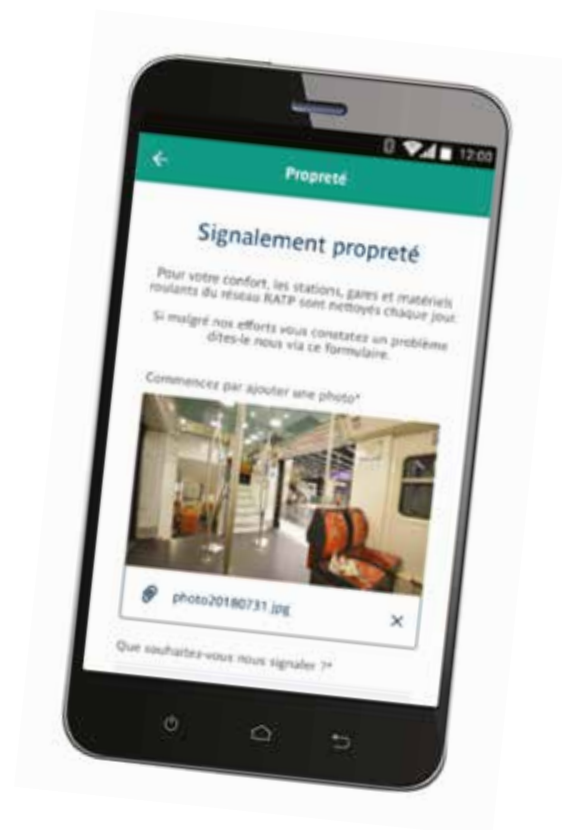 12:00
Propreté
Signalement propreté
Pour votre confort, les stations, gares et matériels
roulants du réseau RATP sont nettoyés chaque jour.
Si malgré nos efforts vous constatez un problème
dites-le nous via ce formulaire.
Commencez par ajouter une photo*
photo20180731.jpg
Que souhaitez-vous nous signaler ?*